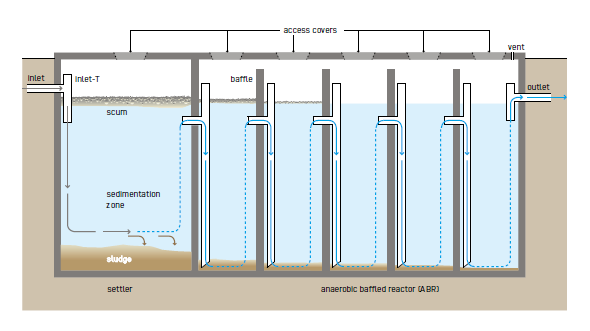 access covers
vent
inlet
inlet-T
baffle
outlet
scum
sedimentation
zone
sludge
settler
anaerobic baffled reactor (ABR)